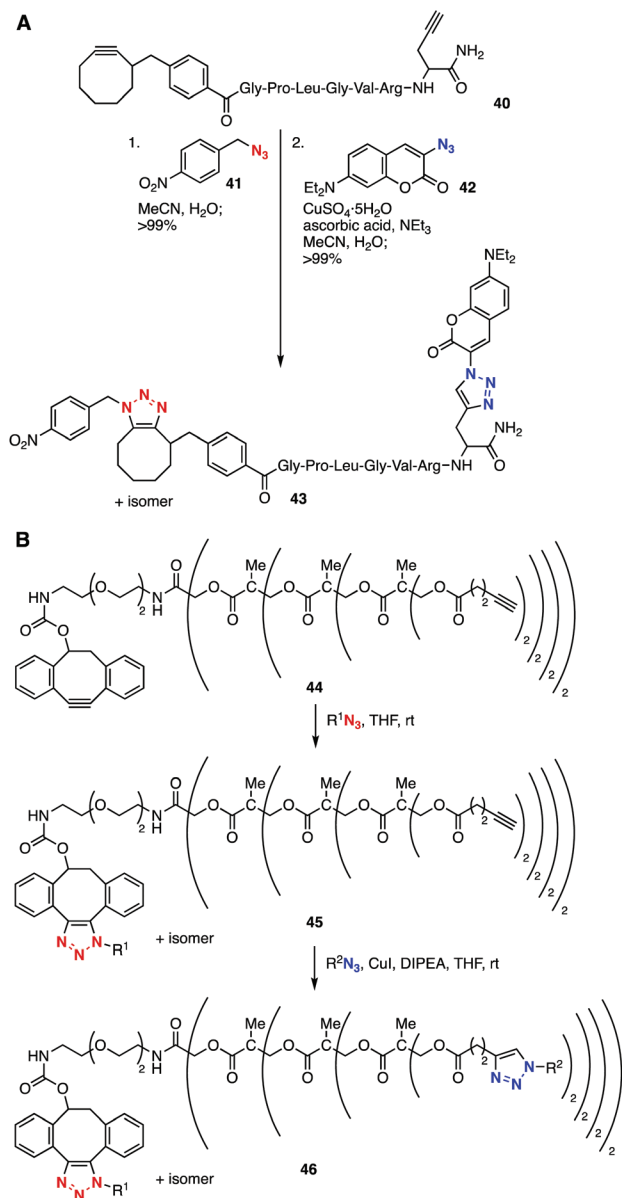 A
NH2
O
Gly-Pro-Leu-Gly-Val-Arg
NH
O
40
1.
N3
O2N
41
MeCN, H2O;
>99%
2.
N3
Et2N
O
O
42
CuSO4·5H2O
ascorbic acid, NEt3
MeCN, H2O;
>99%
NEt2
O
O
N
N
N
N
N
N
O2N
NH2
O
Gly-Pro-Leu-Gly-Val-Arg
NH
O
+ isomer
43
B
HN
O
O
O
2
N
H
O
O
Me
O
O
Me
O
O
Me
O
O
O
2
2
2
2
2
44
R1N3, THF, rt
HN
O
O
O
2
N
H
O
O
Me
O
O
Me
O
O
Me
O
O
O
2
2
2
2
2
N
N
N
R1
+ isomer
45
R2N3, CuI, DIPEA, THF, rt
HN
O
O
O
2
N
H
O
O
Me
O
O
Me
O
O
Me
O
O
O
2
N
N
N
R2
2
2
2
2
N
N
N
R1
+ isomer
46